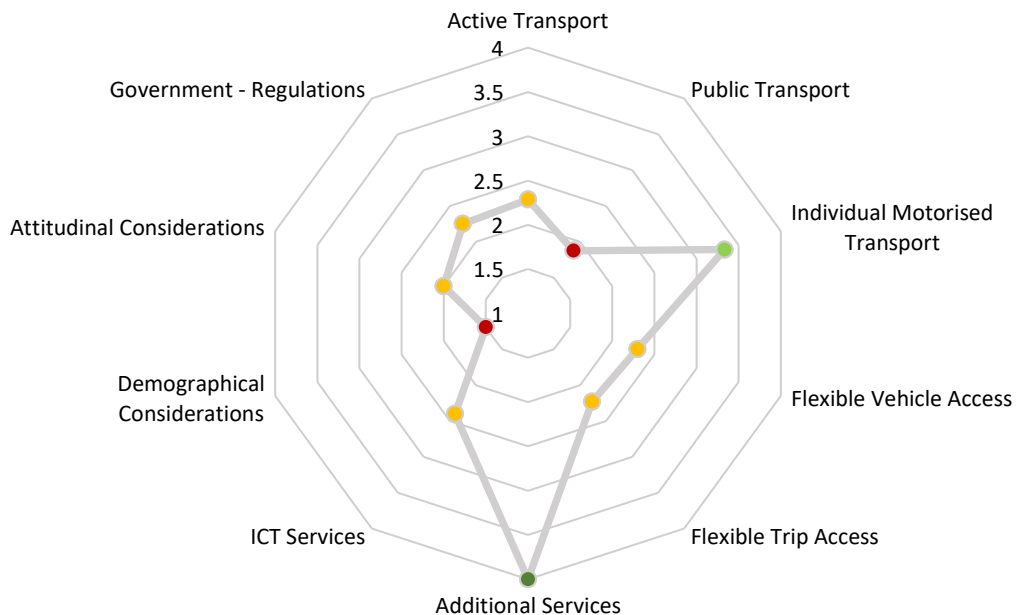 Active Transport
4
Government - Regulations
3.5
Public Transport
3
2.5
Individual Motorised
Transport
Attitudinal Considerations
2
1.5
1
Demographical
Considerations
Flexible Vehicle Access
ICT Services
Flexible Trip Access
Additional Services